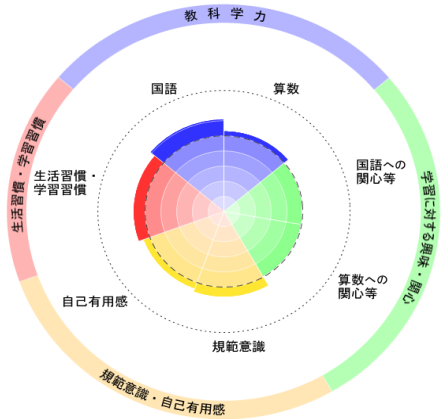 教科学力
国語
算数
生活習慣・学習習慣
生活習慣・
学習習慣
国語への
関心等
学習に対する興味・関心
算数への
関心等
自己有用感
規範意識
規範意識・自己有用感